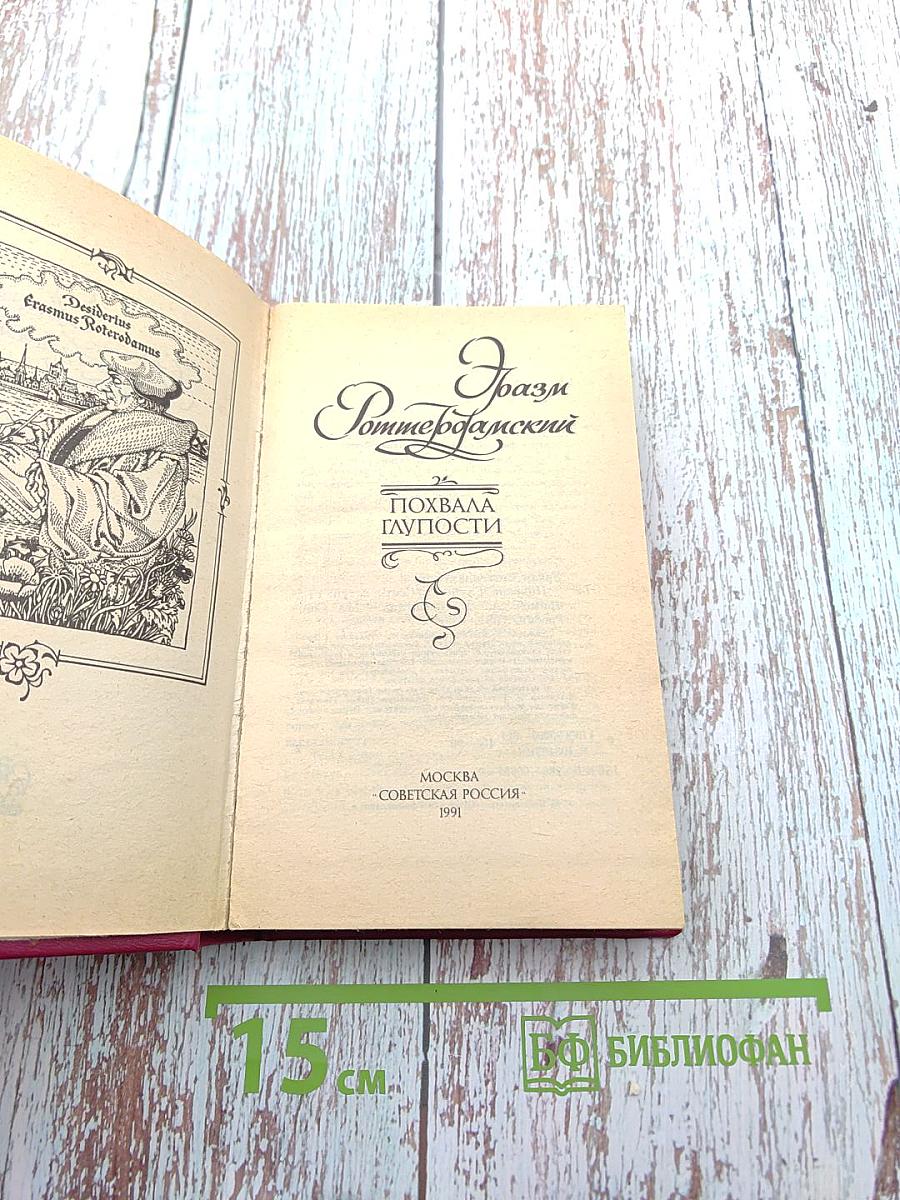 Desiderius
Erasmus Roterodamus
Эразм
Роттердамский
ПОХВАЛА
ГЛУПОСТИ
МОСКВА
"СОВЕТСКАЯ РОССИЯ"
1991
15 см
БФ БИБЛИОФАН